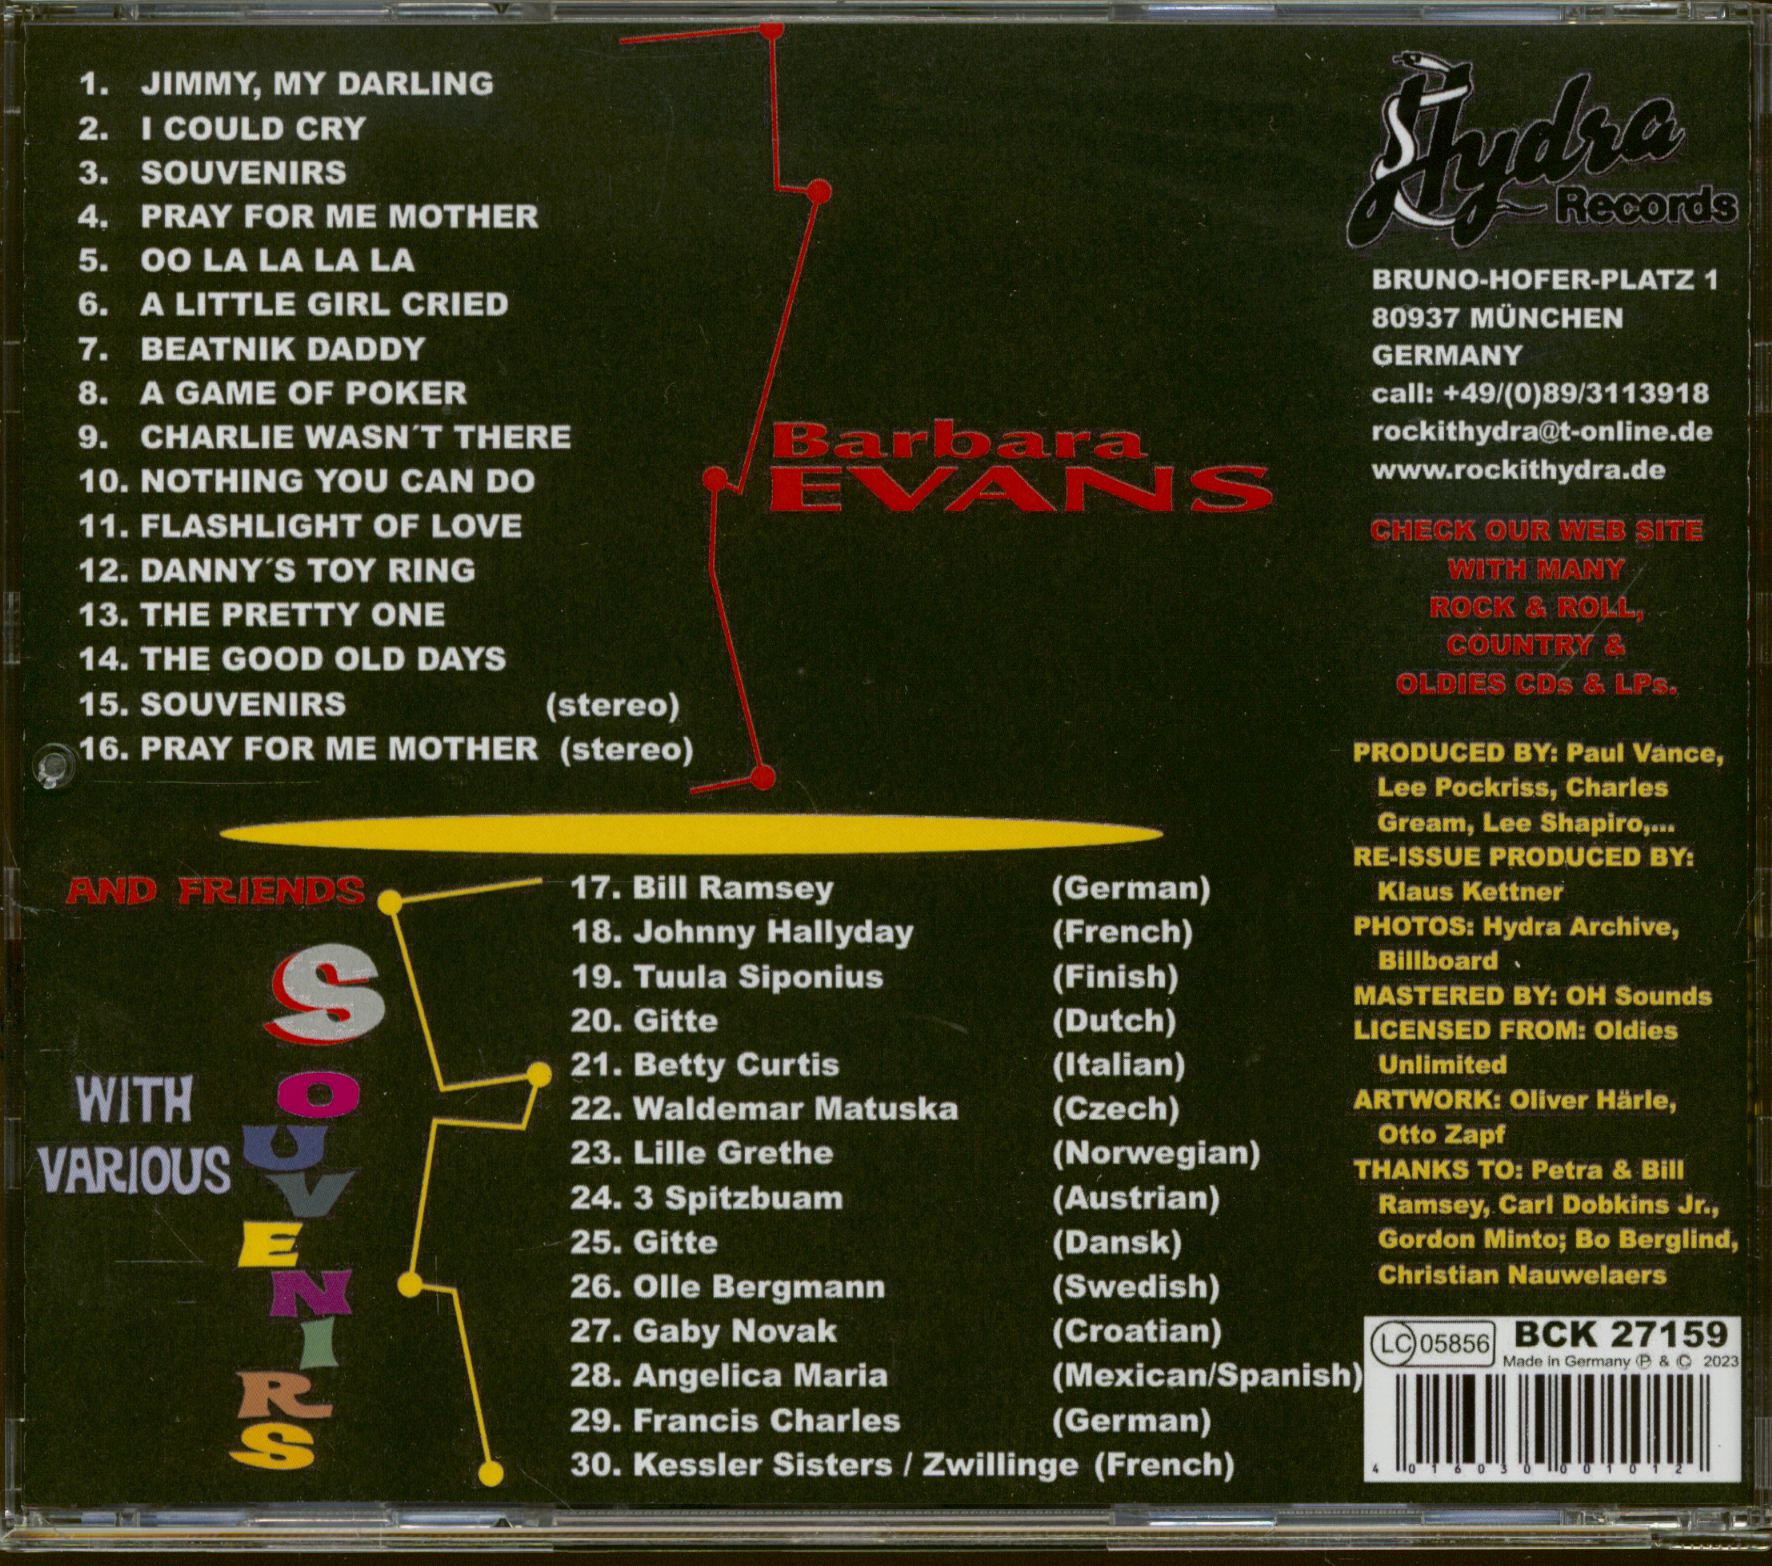 1. JIMMY, MY DARLING
2. I COULD CRY
3. SOUVENIRS
4. PRAY FOR ME MOTHER
5. OO LA LA LA LA
6. A LITTLE GIRL CRIED
7. BEATNIK DADDY
8. A GAME OF POKER
9. CHARLIE WASN´T THERE
10. NOTHING YOU CAN DO
11. FLASHLIGHT OF LOVE
12. DANNY´S TOY RING
13. THE PRETTY ONE
14. THE GOOD OLD DAYS
15. SOUVENIRS (stereo)
16. PRAY FOR ME MOTHER (stereo)
Barbara
EVANS
AND FRIENDS
WITH
VARIOUS
SOUVENIRS
17. Bill Ramsey (German)
18. Johnny Hallyday (French)
19. Tuula Siponius (Finish)
20. Gitte (Dutch)
21. Betty Curtis (Italian)
22. Waldemar Matuska (Czech)
23. Lille Grethe (Norwegian)
24. 3 Spitzbuam (Austrian)
25. Gitte (Dansk)
26. Olle Bergmann (Swedish)
27. Gaby Novak (Croatian)
28. Angelica Maria (Mexican/Spanish)
29. Francis Charles (German)
30. Kessler Sisters / Zwillinge (French)
Hydra
Records
BRUNO-HOFER-PLATZ 1
80937 MÜNCHEN
GERMANY
call: +49/(0)89/3113918
rockithydra@t-online.de
www.rockithydra.de
CHECK OUR WEB SITE
WITH MANY
ROCK & ROLL,
COUNTRY &
OLDIES CDs & LPs.
PRODUCED BY: Paul Vance,
Lee Pockriss, Charles
Gream, Lee Shapiro,...
RE-ISSUE PRODUCED BY:
Klaus Kettner
PHOTOS: Hydra Archive,
Billboard
MASTERED BY: OH Sounds
LICENSED FROM: Oldies
Unlimited
ARTWORK: Oliver Härle,
Otto Zapf
THANKS TO: Petra & Bill
Ramsey, Carl Dobkins Jr.,
Gordon Minto; Bo Berglind,
Christian Nauwelaers
LC 05856 BCK 27159
Made in Germany ℗ & © 2023
4 016030 001012